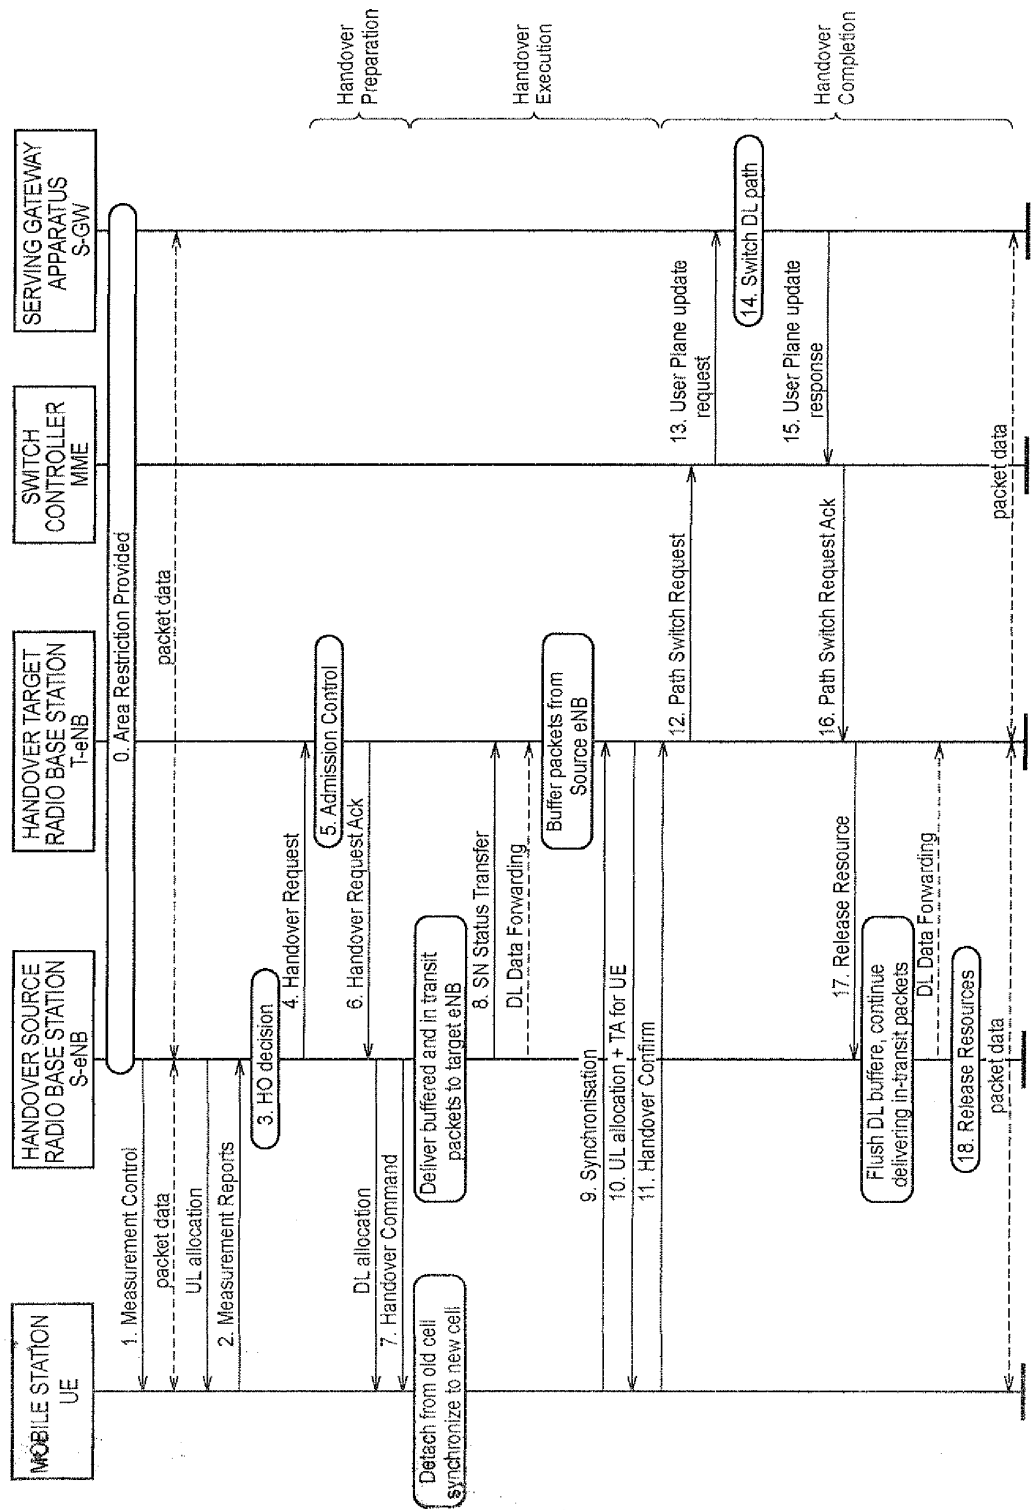 MOBILE STATION
UE
HANDOVER SOURCE
RADIO BASE STATION
S-eNB
HANDOVER TARGET
RADIO BASE STATION
T-eNB
SWITCH
CONTROLLER
MME
SERVING GATEWAY
APPARATUS
S-GW
0. Area Restriction Provided
1. Measurement Control
packet data
packet data
UL allocation
2. Measurement Reports
3. HO decision
4. Handover Request
5. Admission Control
6. Handover Request Ack
DL allocation
7. Handover Command
Handover
Preparation
Detach from old cell
synchronize to new cell
Deliver buffered and in transit
packets to target eNB
8. SN Status Transfer
DL Data Forwarding
Buffer packets from
Source eNB
9. Synchronisation
10. UL allocation + TA for UE
11. Handover Confirm
Handover
Execution
12. Path Switch Request
13. User Plane update
request
14. Switch DL path
15. User Plane update
response
16. Path Switch Request Ack
17. Release Resource
Flush DL buffere, continue
delivering in-transit packets
DL Data Forwarding
18. Release Resources
packet data
packet data
Handover
Completion